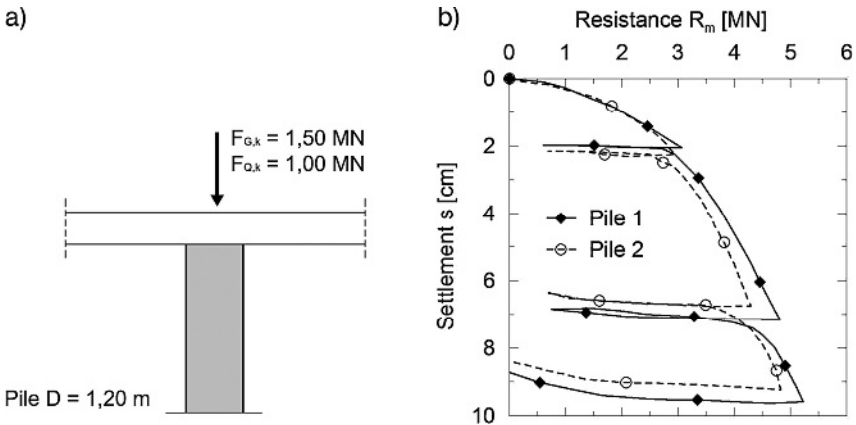 a)
F_G,k = 1,50 MN
F_Q,k = 1,00 MN
Pile D = 1,20 m
b)
Resistance R_m [MN]
0 1 2 3 4 5 6
Settlement s [cm]
0
2
4
6
8
10
Pile 1
Pile 2